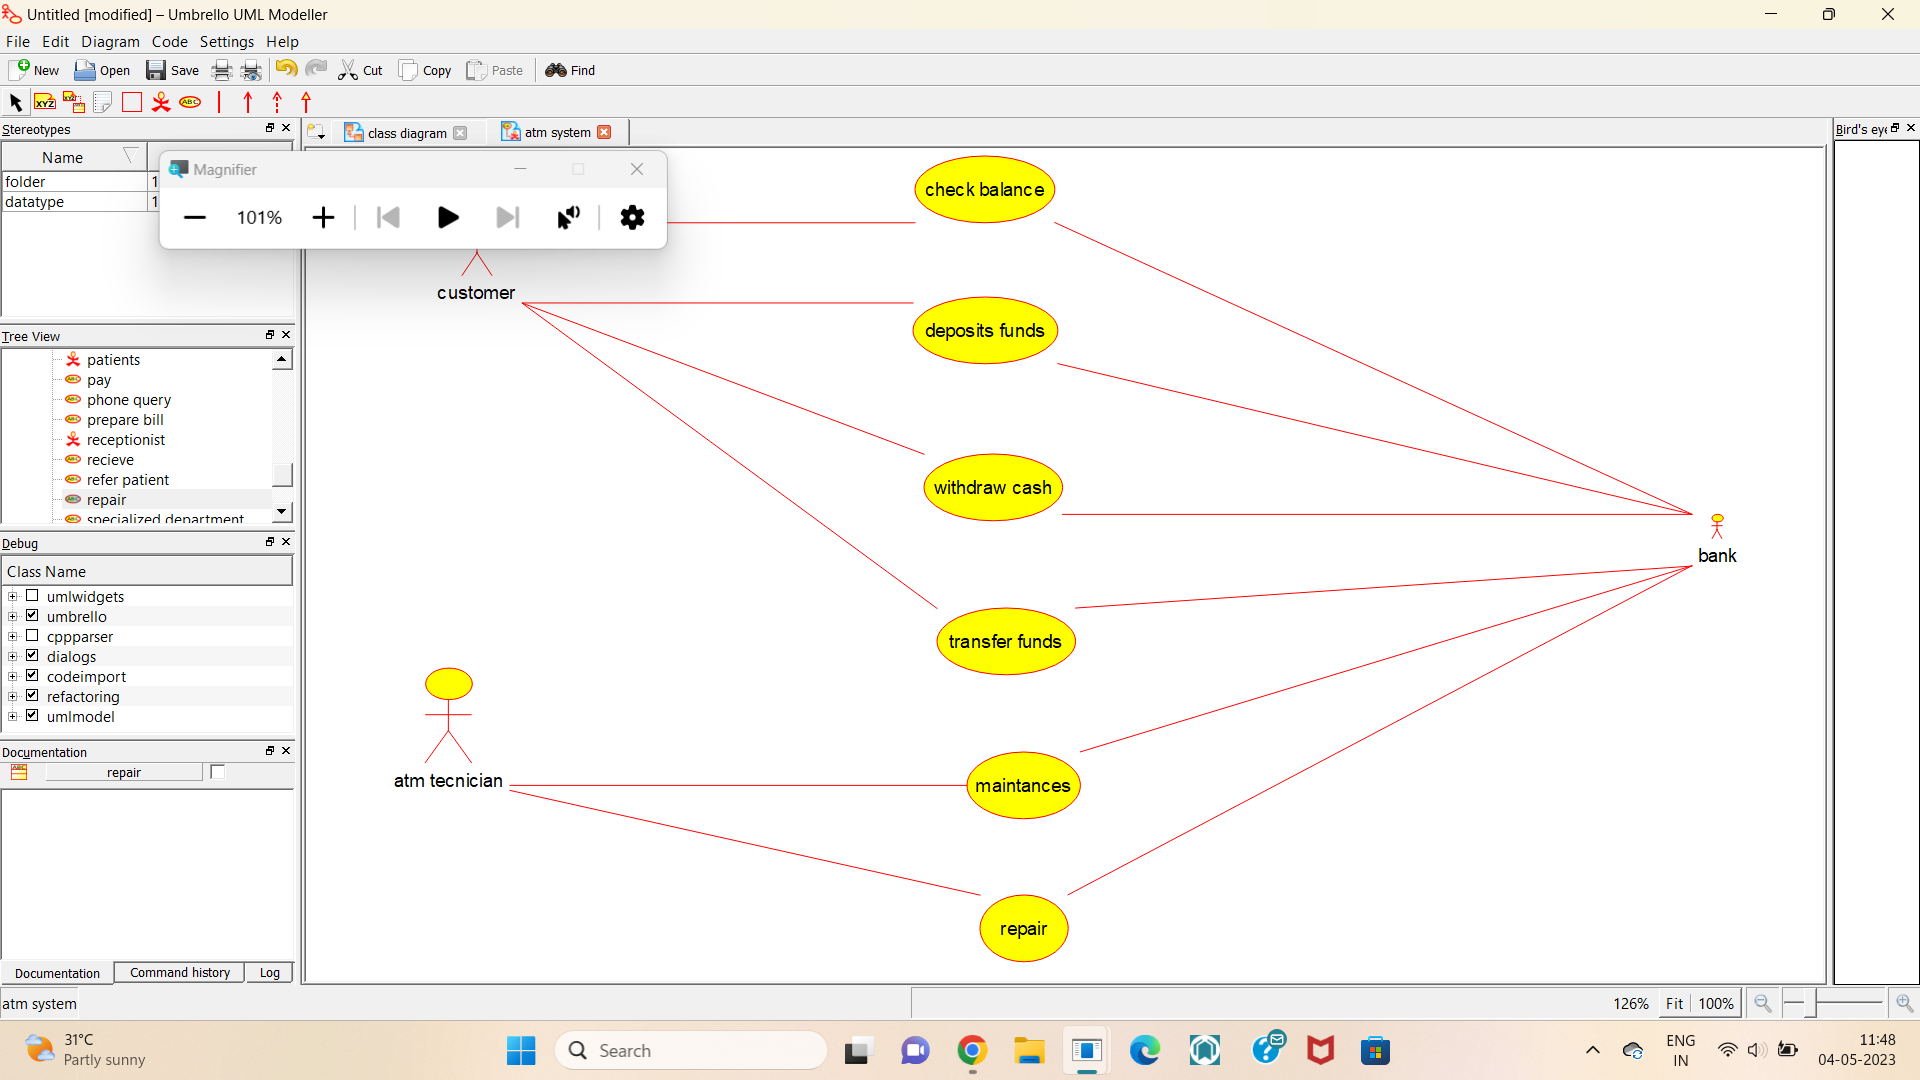 Untitled [modified] – Umbrello UML Modeller
File Edit Diagram Code Settings Help
New Open Save Cut Copy Paste Find
XYZ XYZ ABC
Stereotypes
class diagram
atm system
Bird's eye
Name
folder 1
datatype 1
Magnifier
101%
check balance
customer
deposits funds
withdraw cash
bank
transfer funds
atm tecnician
maintances
repair
Tree View
patients
pay
phone query
prepare bill
receptionist
recieve
refer patient
repair
specialized department
Debug
Class Name
umlwidgets
umbrello
cppparser
dialogs
codeimport
refactoring
umlmodel
Documentation
repair
Documentation Command history Log
atm system
126% Fit 100%
31°C
Partly sunny
Search
ENG
IN
11:48
04-05-2023